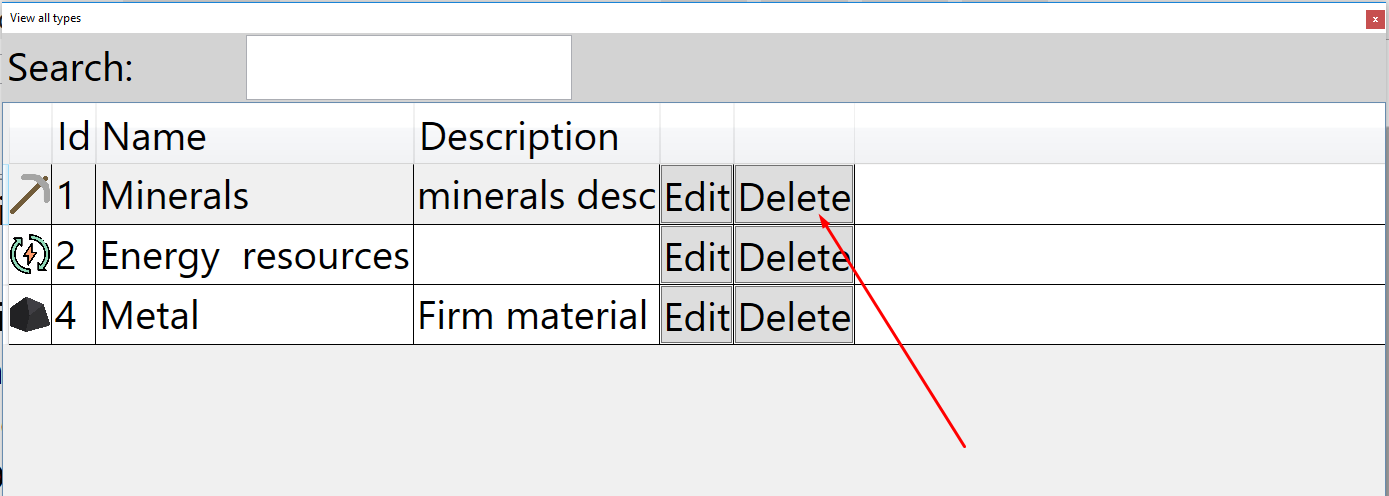 View all types
x
Search:
Id Name Description
1 Minerals minerals desc Edit Delete
2 Energy  resources Edit Delete
4 Metal Firm material Edit Delete